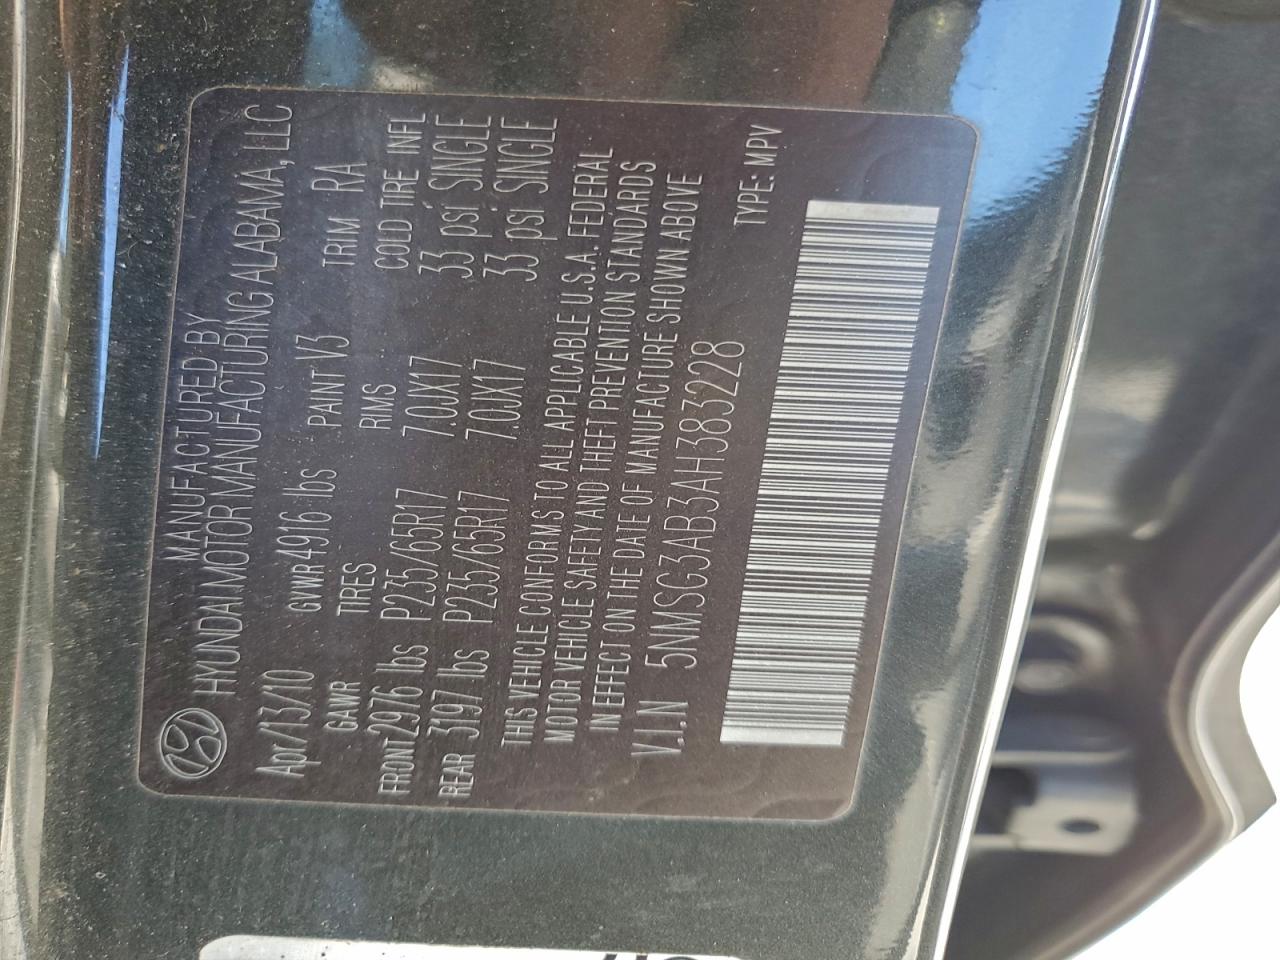 MANUFACTURED BY
HYUNDAI MOTOR MANUFACTURING ALABAMA, LLC
Apr/13/10 GVWR 4916 lbs PAINT V3 TRIM RA
GAWR TIRES RIMS COLD TIRE INFL
FRONT 2976 lbs P235/65R17 7.0JX17 33 psi SINGLE
REAR 3197 lbs P235/65R17 7.0JX17 33 psi SINGLE
THIS VEHICLE CONFORMS TO ALL APPLICABLE U.S.A. FEDERAL
MOTOR VEHICLE SAFETY AND THEFT PREVENTION STANDARDS
IN EFFECT ON THE DATE OF MANUFACTURE SHOWN ABOVE
V.I.N 5NMSG3AB3AH383228
TYPE: MPV